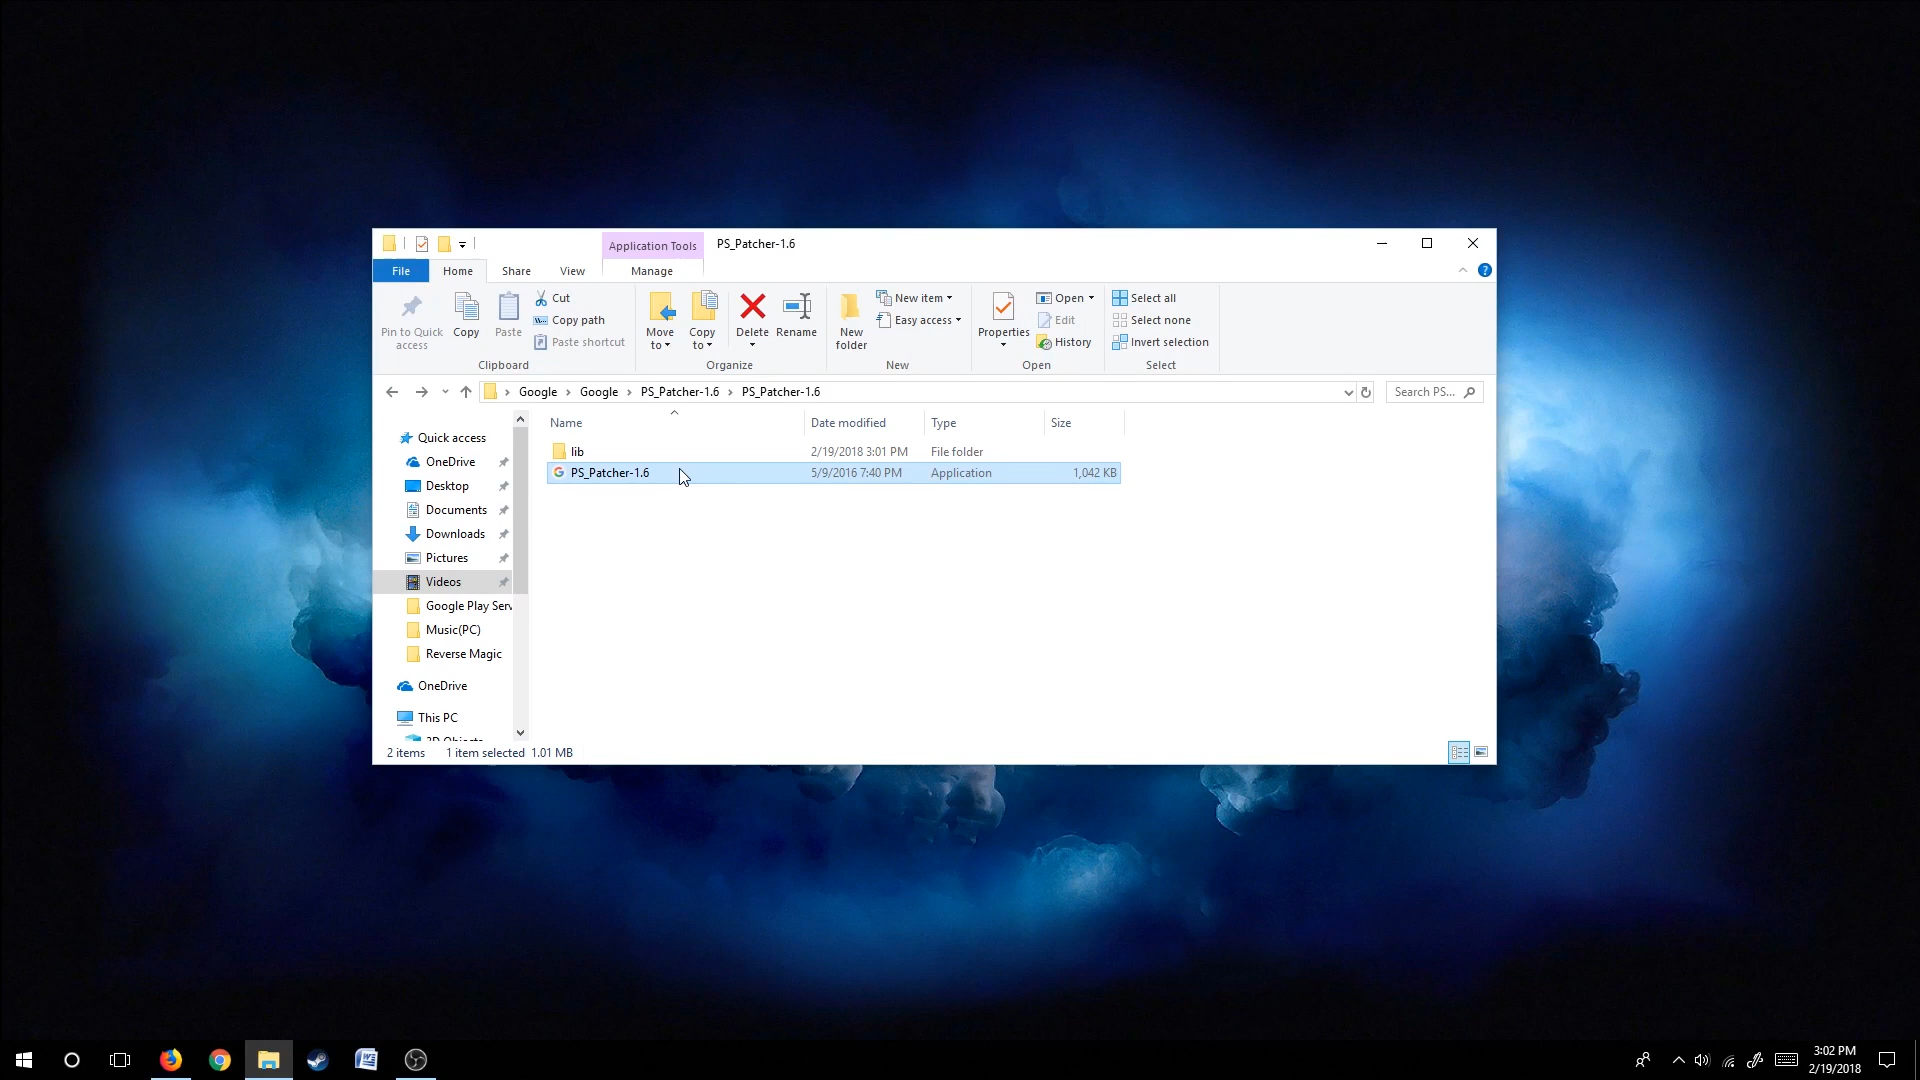 Application Tools
PS_Patcher-1.6
File
Home
Share
View
Manage
Pin to Quick access
Copy
Paste
Cut
Copy path
Paste shortcut
Clipboard
Move to
Copy to
Delete
Rename
Organize
New folder
New item
Easy access
New
Properties
Open
Edit
History
Open
Select all
Select none
Invert selection
Select
Google
Google
PS_Patcher-1.6
PS_Patcher-1.6
Search PS...
Name
Date modified
Type
Size
Quick access
OneDrive
Desktop
Documents
Downloads
Pictures
Videos
Google Play Serv
Music(PC)
Reverse Magic
OneDrive
This PC
lib 2/19/2018 3:01 PM File folder
PS_Patcher-1.6 5/9/2016 7:40 PM Application 1,042 KB
2 items 1 item selected 1.01 MB
3:02 PM
2/19/2018